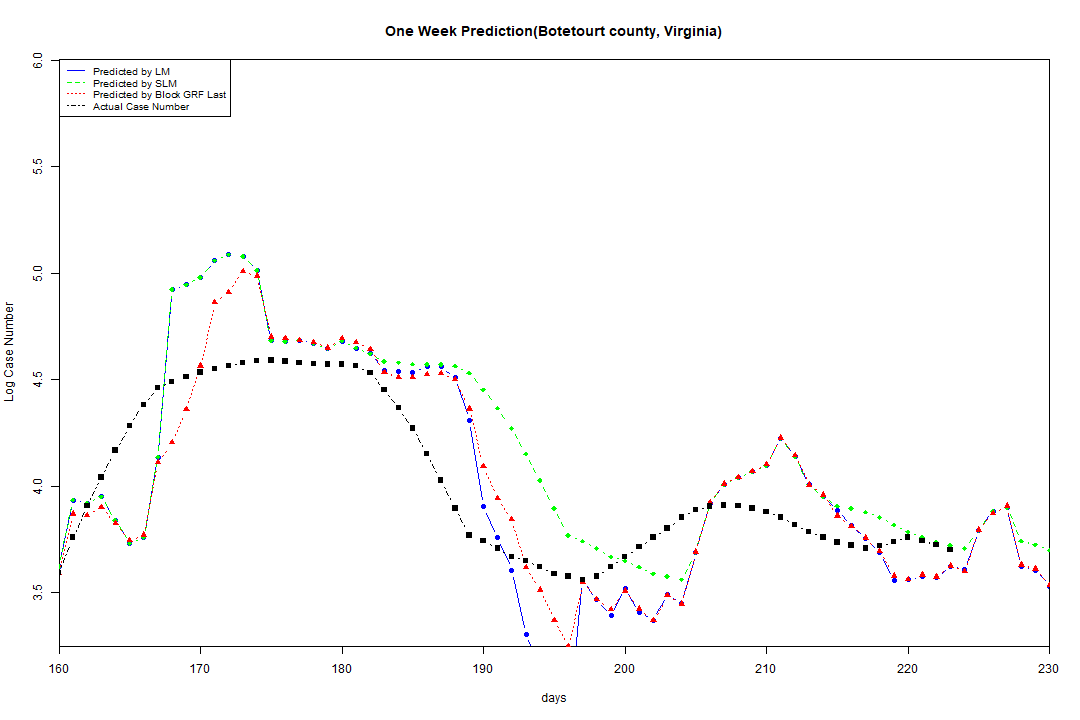 One Week Prediction(Botetourt county, Virginia)
Predicted by LM
Predicted by SLM
Predicted by Block GRF Last
Actual Case Number
6.0
5.5
5.0
4.5
4.0
3.5
Log Case Number
160 170 180 190 200 210 220 230
days